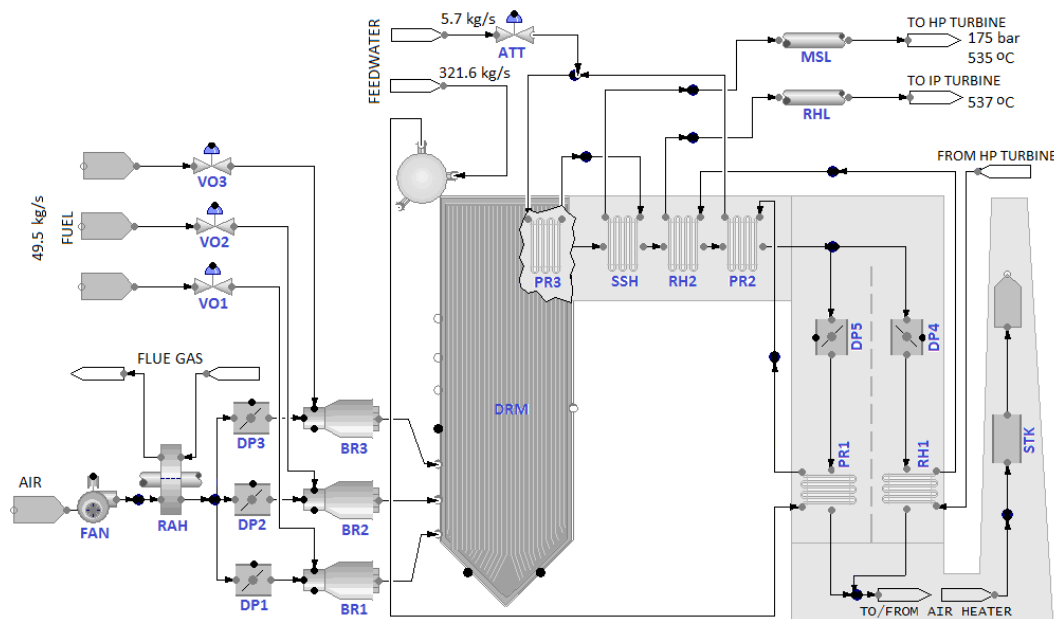 5.7 kg/s
ATT
FEEDWATER
321.6 kg/s
MSL
TO HP TURBINE
175 bar
535 ºC
RHL
TO IP TURBINE
537 ºC
FROM HP TURBINE
VO3
VO2
VO1
49.5 kg/s
FUEL
PR3
SSH
RH2
PR2
DP5
DP4
FLUE GAS
DRM
DP3
BR3
AIR
FAN
RAH
DP2
BR2
DP1
BR1
PR1
RH1
STK
TO/FROM AIR HEATER